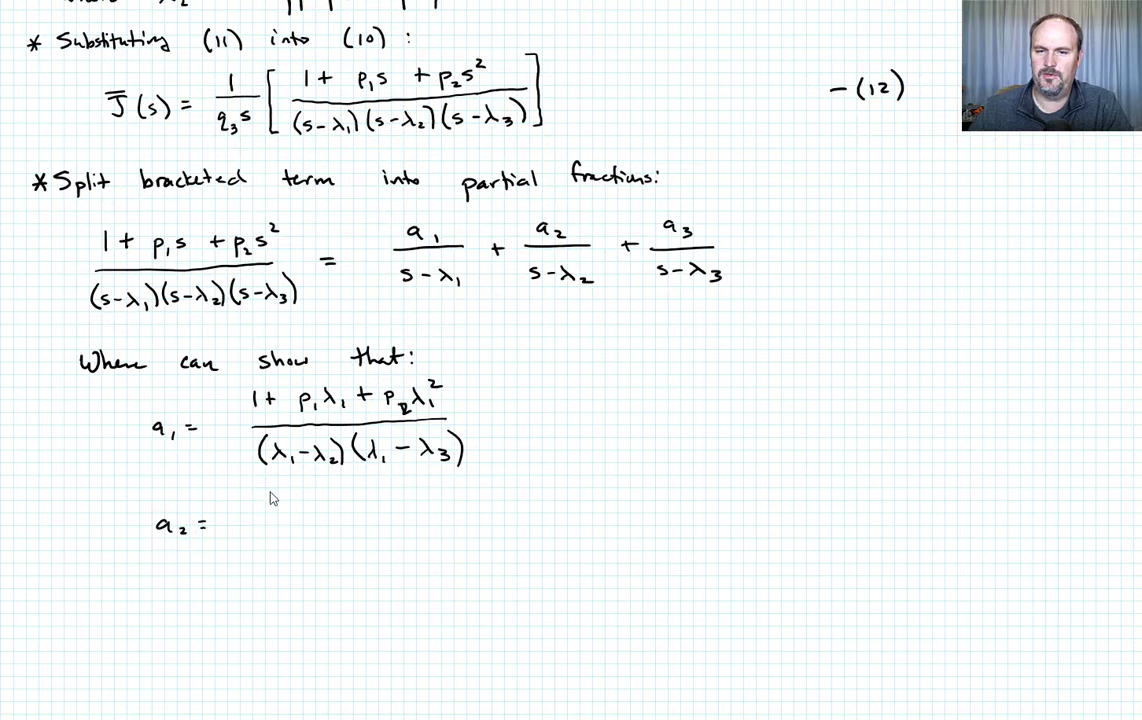 * Substituting (11) into (10) :
J̅(s) = 1/(q₃s) [ (1 + p₁s + p₂s²) / ((s-λ₁)(s-λ₂)(s-λ₃)) ] - (12)
* Split bracketed term into partial fractions:
(1 + p₁s + p₂s²) / ((s-λ₁)(s-λ₂)(s-λ₃)) = a₁/(s-λ₁) + a₂/(s-λ₂) + a₃/(s-λ₃)
Where can show that:
a₁ = (1 + p₁λ₁ + p₂λ₁²) / ((λ₁-λ₂)(λ₁-λ₃))
a₂ =